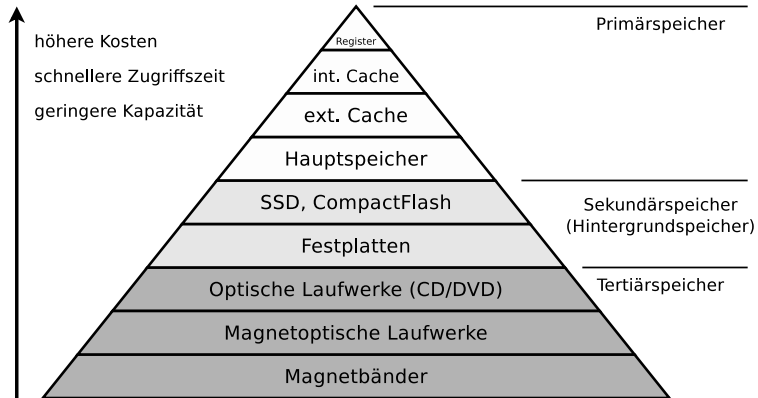 höhere Kosten
schnellere Zugriffszeit
geringere Kapazität
Register
int. Cache
ext. Cache
Hauptspeicher
SSD, CompactFlash
Festplatten
Optische Laufwerke (CD/DVD)
Magnetoptische Laufwerke
Magnetbänder
Primärspeicher
Sekundärspeicher
(Hintergrundspeicher)
Tertiärspeicher